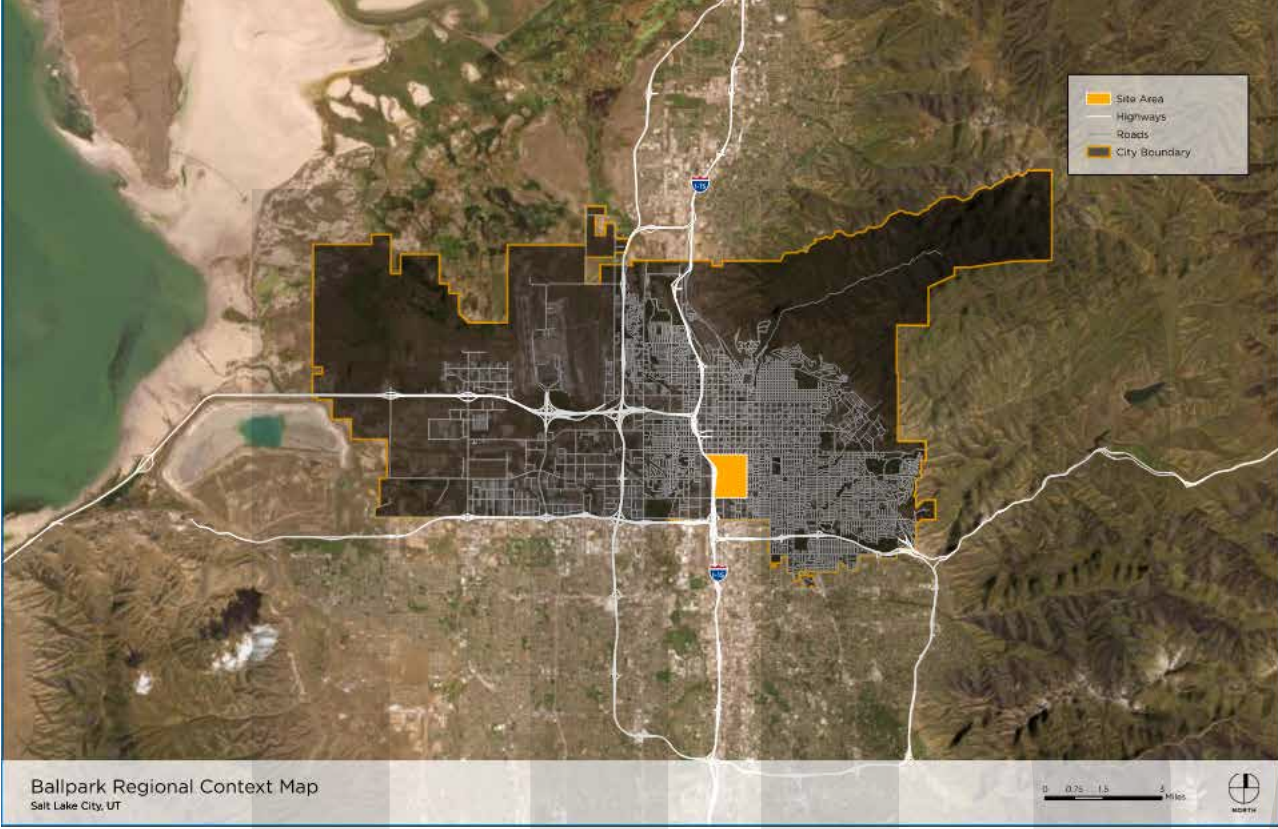 Site Area
Highways
Roads
City Boundary
I-15
I-15
Ballpark Regional Context Map
Salt Lake City, UT
0 0.75 1.5 3 Miles
NORTH